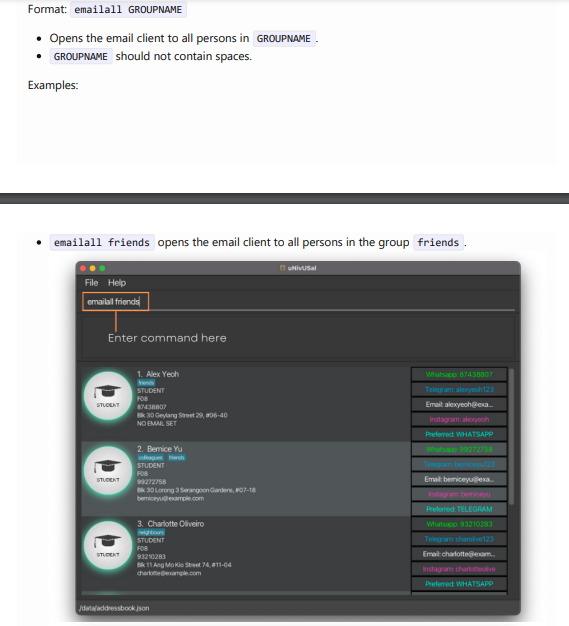 Format: emailall GROUPNAME
• Opens the email client to all persons in GROUPNAME .
• GROUPNAME should not contain spaces.
Examples:
• emailall friends opens the email client to all persons in the group friends .
uNivUSal
File Help
emailall friends
Enter command here
1. Alex Yeoh
friends
STUDENT
F08
87438807
Blk 30 Geylang Street 29, #06-40
NO EMAIL SET
STUDENT
Whatsapp: 87438807
Telegram: alexyeoh123
Email: alexyeoh@exa...
Instagram: alexyeoh
Preferred: WHATSAPP
2. Bernice Yu
colleagues friends
STUDENT
F08
99272758
Blk 30 Lorong 3 Serangoon Gardens, #07-18
berniceyu@example.com
STUDENT
Whatsapp: 99272758
Telegram: berniceyu123
Email: berniceyu@exa...
Instagram: berniceyu
Preferred: TELEGRAM
3. Charlotte Oliveiro
neighbours
STUDENT
F08
93210283
Blk 11 Ang Mo Kio Street 74, #11-04
charlotte@example.com
STUDENT
Whatsapp: 93210283
Telegram: charolive123
Email: charlotte@exam...
Instagram: charlotteolive
Preferred: WHATSAPP
/data/addressbook.json